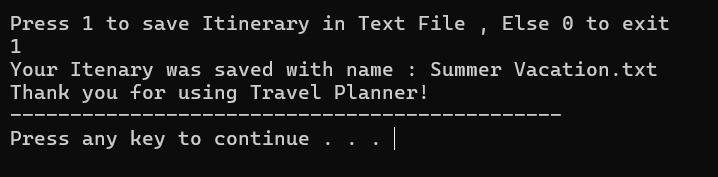 Press 1 to save Itinerary in Text File , Else 0 to exit
1
Your Itenary was saved with name : Summer Vacation.txt
Thank you for using Travel Planner!
----------------------------------------------
Press any key to continue . . .